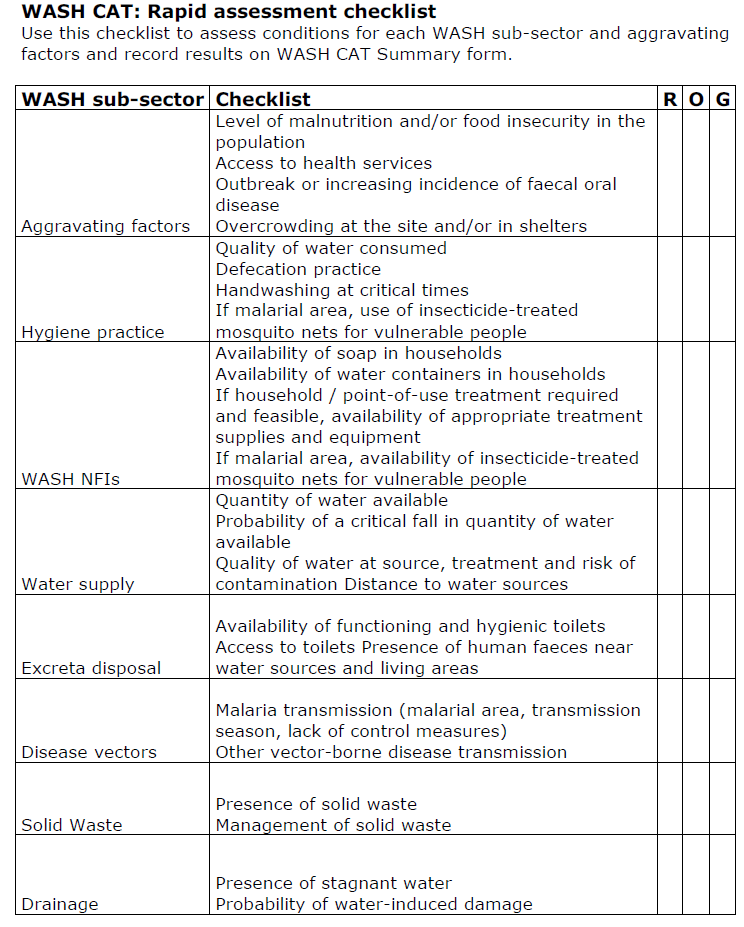 WASH CAT: Rapid assessment checklist
Use this checklist to assess conditions for each WASH sub-sector and aggravating
factors and record results on WASH CAT Summary form.
WASH sub-sector Checklist R O G
Level of malnutrition and/or food insecurity in the
population
Access to health services
Outbreak or increasing incidence of faecal oral
disease
Aggravating factors Overcrowding at the site and/or in shelters
Quality of water consumed
Defecation practice
Handwashing at critical times
If malarial area, use of insecticide-treated
Hygiene practice mosquito nets for vulnerable people
Availability of soap in households
Availability of water containers in households
If household / point-of-use treatment required
and feasible, availability of appropriate treatment
supplies and equipment
If malarial area, availability of insecticide-treated
WASH NFIs mosquito nets for vulnerable people
Quantity of water available
Probability of a critical fall in quantity of water
available
Quality of water at source, treatment and risk of
Water supply contamination Distance to water sources
Availability of functioning and hygienic toilets
Access to toilets Presence of human faeces near
Excreta disposal water sources and living areas
Malaria transmission (malarial area, transmission
season, lack of control measures)
Disease vectors Other vector-borne disease transmission
Presence of solid waste
Solid Waste Management of solid waste
Presence of stagnant water
Drainage Probability of water-induced damage